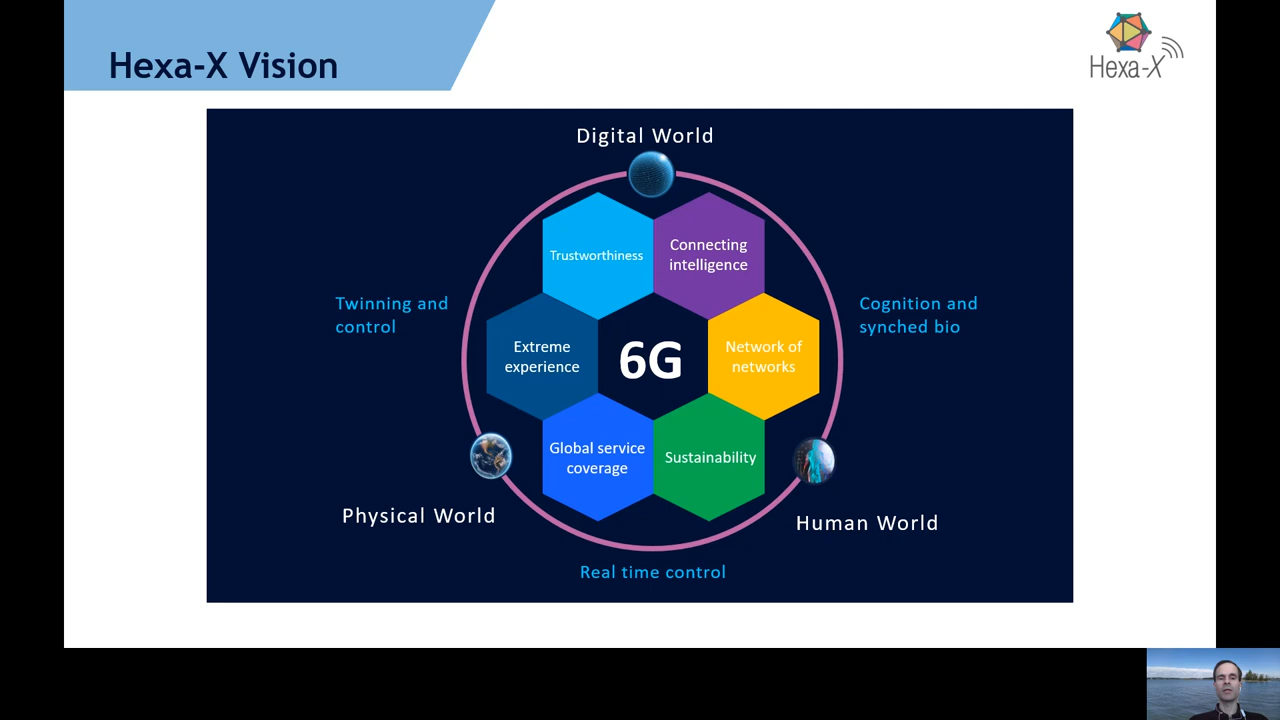 Hexa-X Vision
Hexa-X
Digital World
Trustworthiness
Connecting
intelligence
Twinning and
control
Cognition and
synched bio
Extreme
experience
6G
Network of
networks
Global service
coverage
Sustainability
Physical World
Human World
Real time control